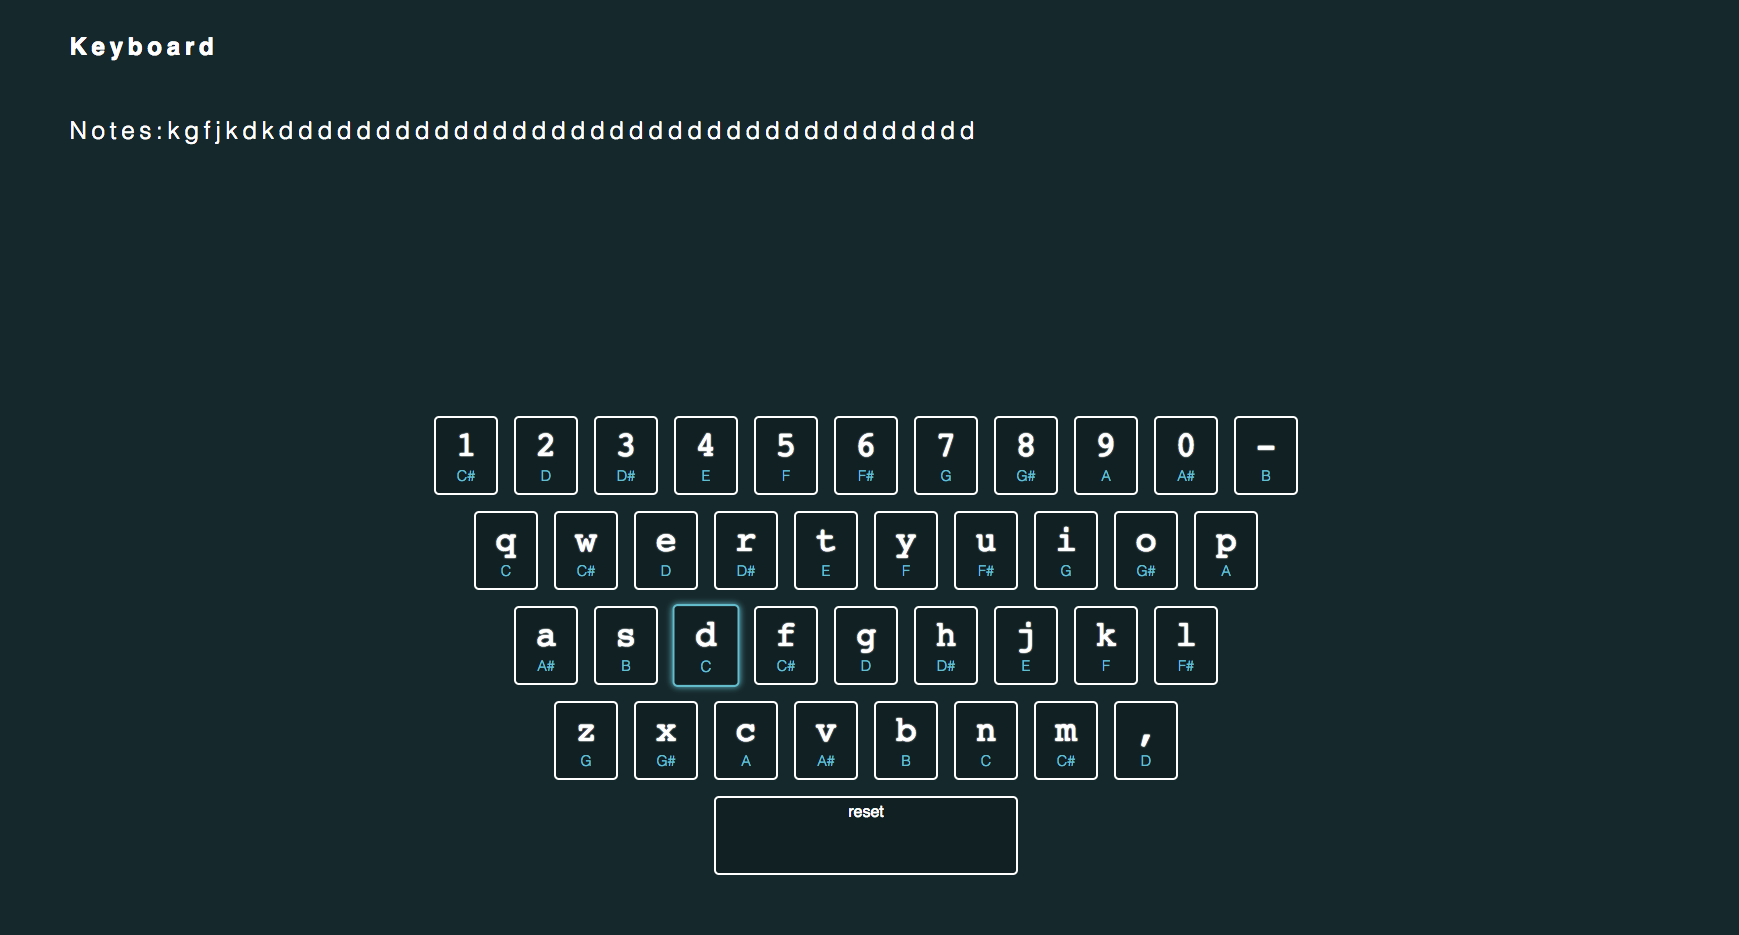 Keyboard
Notes:kgfjkdkdddddddddddddddddddddddddddddddddddd
1 2 3 4 5 6 7 8 9 0 -
C# D D# E F F# G G# A A# B
q w e r t y u i o p
C C# D D# E F F# G G# A
a s d f g h j k l
A# B C C# D D# E F F#
z x c v b n m ,
G G# A A# B C C# D
reset